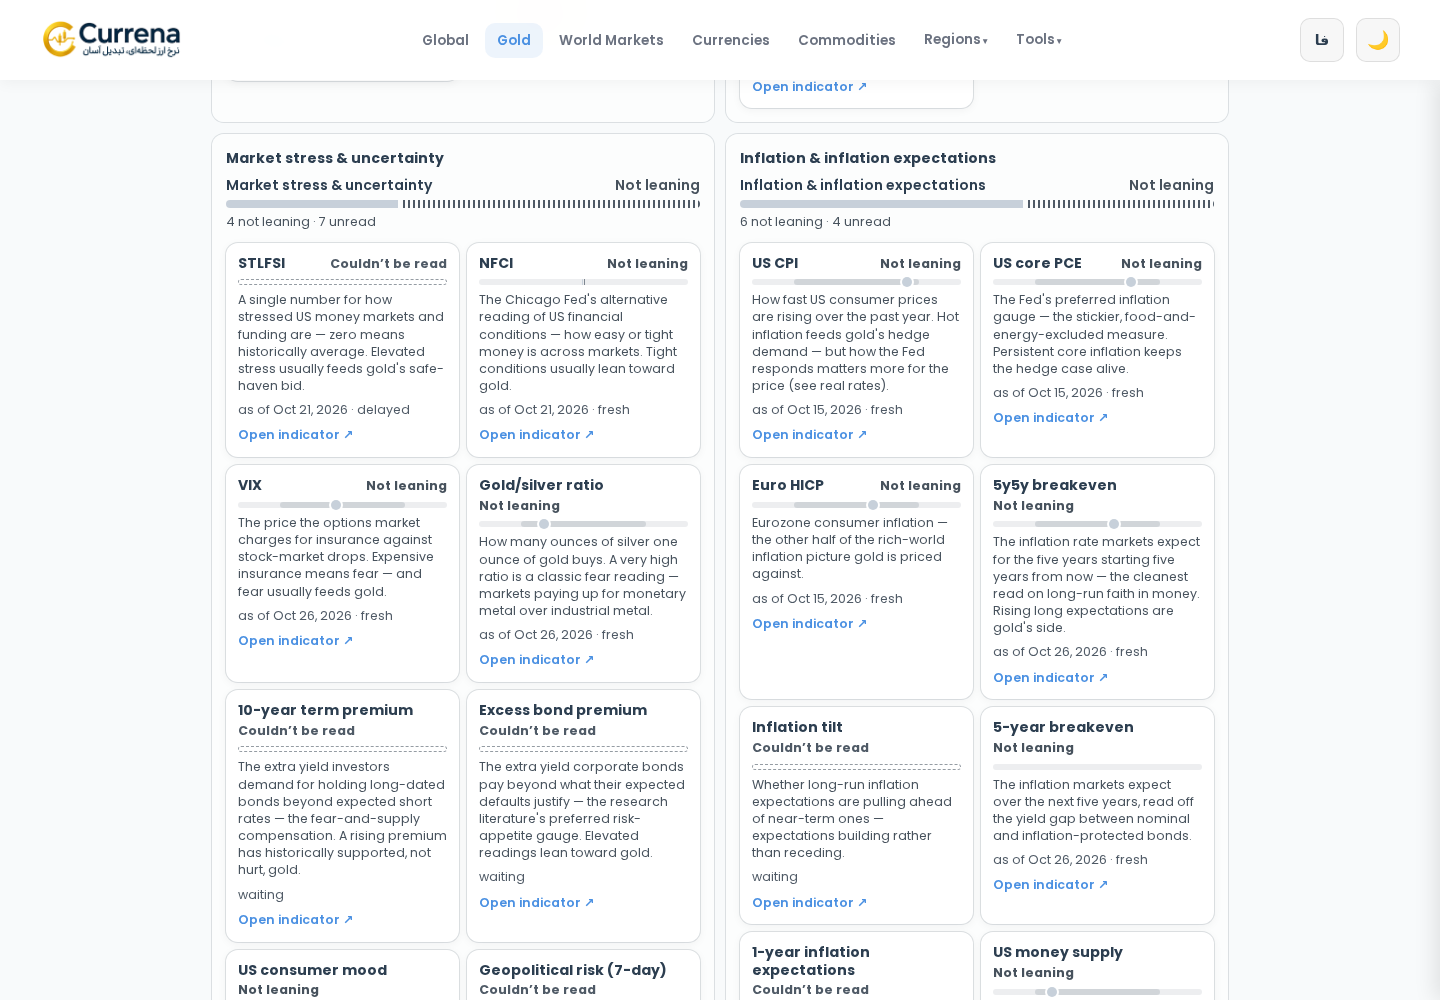 Currena
نرخ ارز لحظه‌ای، تبدیل آسان
Global
Gold
World Markets
Currencies
Commodities
Regions ▾
Tools ▾
فا
Open indicator ↗
Market stress & uncertainty
Market stress & uncertainty
Not leaning
4 not leaning · 7 unread
STLFSI
Couldn’t be read
A single number for how
stressed US money markets and
funding are — zero means
historically average. Elevated
stress usually feeds gold's safe-
haven bid.
as of Oct 21, 2026 · delayed
Open indicator ↗
NFCI
Not leaning
The Chicago Fed's alternative
reading of US financial
conditions — how easy or tight
money is across markets. Tight
conditions usually lean toward
gold.
as of Oct 21, 2026 · fresh
Open indicator ↗
VIX
Not leaning
The price the options market
charges for insurance against
stock-market drops. Expensive
insurance means fear — and
fear usually feeds gold.
as of Oct 26, 2026 · fresh
Open indicator ↗
Gold/silver ratio
Not leaning
How many ounces of silver one
ounce of gold buys. A very high
ratio is a classic fear reading —
markets paying up for monetary
metal over industrial metal.
as of Oct 26, 2026 · fresh
Open indicator ↗
10-year term premium
Couldn’t be read
The extra yield investors
demand for holding long-dated
bonds beyond expected short
rates — the fear-and-supply
compensation. A rising premium
has historically supported, not
hurt, gold.
waiting
Open indicator ↗
Excess bond premium
Couldn’t be read
The extra yield corporate bonds
pay beyond what their expected
defaults justify — the research
literature's preferred risk-
appetite gauge. Elevated
readings lean toward gold.
waiting
Open indicator ↗
US consumer mood
Not leaning
Geopolitical risk (7-day)
Couldn’t be read
Inflation & inflation expectations
Inflation & inflation expectations
Not leaning
6 not leaning · 4 unread
US CPI
Not leaning
How fast US consumer prices
are rising over the past year. Hot
inflation feeds gold's hedge
demand — but how the Fed
responds matters more for the
price (see real rates).
as of Oct 15, 2026 · fresh
Open indicator ↗
US core PCE
Not leaning
The Fed's preferred inflation
gauge — the stickier, food-and-
energy-excluded measure.
Persistent core inflation keeps
the hedge case alive.
as of Oct 15, 2026 · fresh
Open indicator ↗
Euro HICP
Not leaning
Eurozone consumer inflation —
the other half of the rich-world
inflation picture gold is priced
against.
as of Oct 15, 2026 · fresh
Open indicator ↗
5y5y breakeven
Not leaning
The inflation rate markets expect
for the five years starting five
years from now — the cleanest
read on long-run faith in money.
Rising long expectations are
gold's side.
as of Oct 26, 2026 · fresh
Open indicator ↗
Inflation tilt
Couldn’t be read
Whether long-run inflation
expectations are pulling ahead
of near-term ones —
expectations building rather
than receding.
waiting
Open indicator ↗
5-year breakeven
Not leaning
The inflation markets expect
over the next five years, read off
the yield gap between nominal
and inflation-protected bonds.
as of Oct 26, 2026 · fresh
Open indicator ↗
1-year inflation
expectations
Couldn’t be read
US money supply
Not leaning